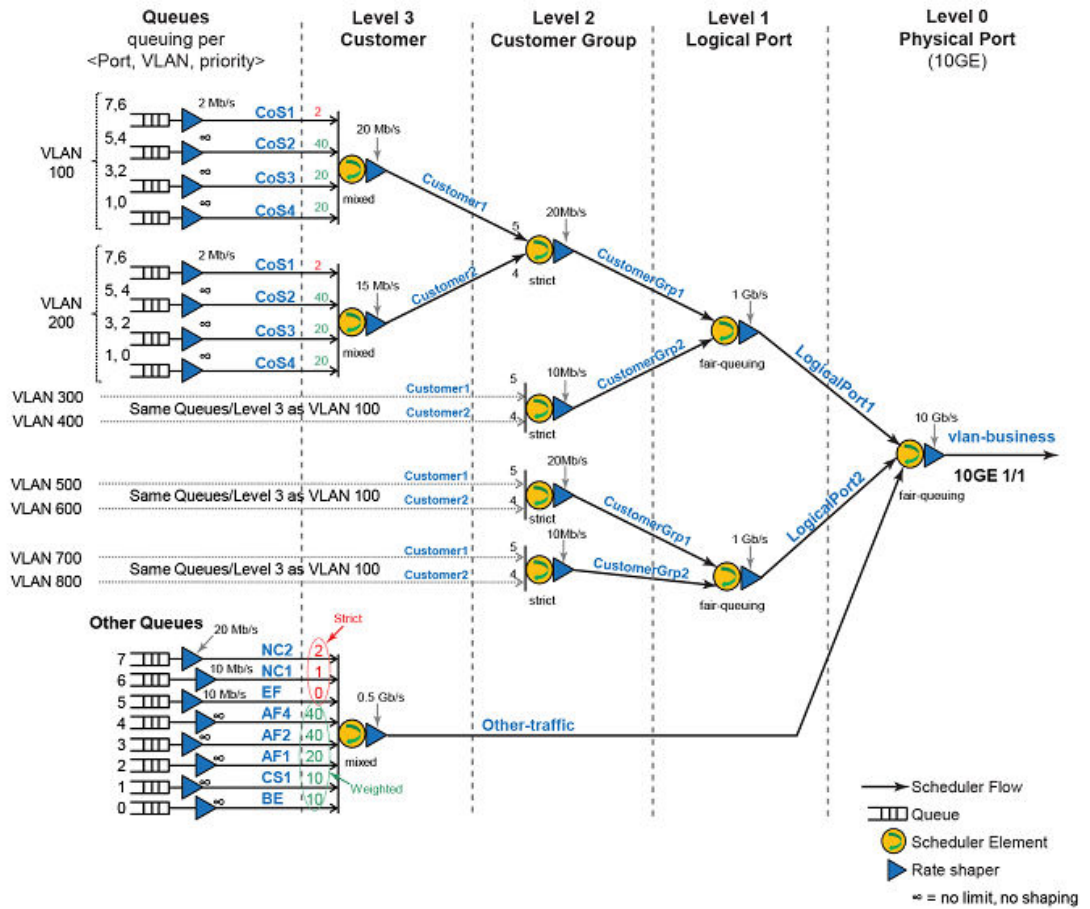 Queues
queuing per
<Port, VLAN, priority>
Level 3
Customer
Level 2
Customer Group
Level 1
Logical Port
Level 0
Physical Port
(10GE)
VLAN
100
7,6
2 Mb/s
CoS1
2
5,4
∞
CoS2
40
3,2
∞
CoS3
20
1,0
∞
CoS4
20
20 Mb/s
mixed
Customer1
VLAN
200
7,6
2 Mb/s
CoS1
2
5, 4
∞
CoS2
40
3, 2
∞
CoS3
20
1, 0
∞
CoS4
20
15 Mb/s
mixed
Customer2
5
4
20Mb/s
strict
CustomerGrp1
VLAN 300
VLAN 400
Same Queues/Level 3 as VLAN 100
Customer1
Customer2
5
4
10Mb/s
strict
CustomerGrp2
1 Gb/s
fair-queuing
LogicalPort1
VLAN 500
VLAN 600
Same Queues/Level 3 as VLAN 100
Customer1
Customer2
5
4
20Mb/s
strict
CustomerGrp1
VLAN 700
VLAN 800
Same Queues/Level 3 as VLAN 100
Customer1
Customer2
5
4
10Mb/s
strict
CustomerGrp2
1 Gb/s
fair-queuing
LogicalPort2
10 Gb/s
vlan-business
10GE 1/1
fair-queuing
Other Queues
20 Mb/s
Strict
7
NC2
2
6
10 Mb/s
NC1
1
5
10 Mb/s
EF
0
4
∞
AF4
40
3
∞
AF2
40
2
∞
AF1
20
1
∞
CS1
10
0
∞
BE
10
Weighted
0.5 Gb/s
mixed
Other-traffic
Scheduler Flow
Queue
Scheduler Element
Rate shaper
∞ = no limit, no shaping